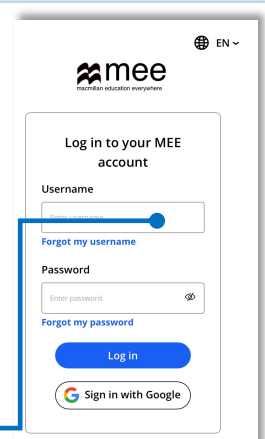 EN
mee
macmillan education everywhere
Log in to your MEE
account
Username
Enter username
Forgot my username
Password
Enter password
Forgot my password
Log in
Sign in with Google